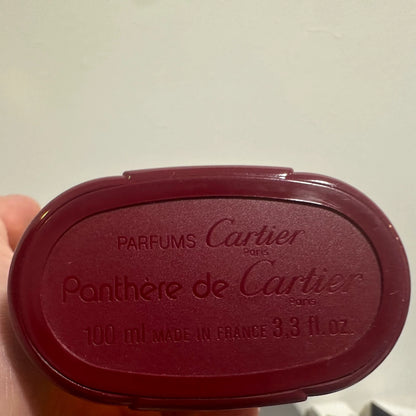 PARFUMS Cartier
Paris
Panthère de Cartier
Paris
100 ml MADE IN FRANCE 3.3 fl.oz.